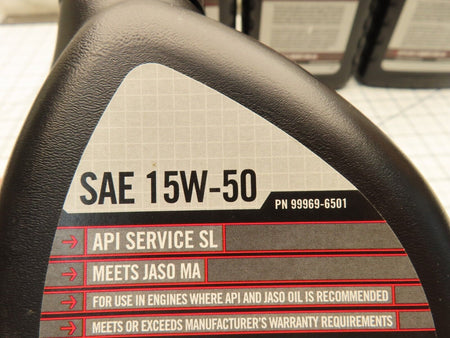 SAE 15W-50
PN 99969-6501
API SERVICE SL
MEETS JASO MA
FOR USE IN ENGINES WHERE API AND JASO OIL IS RECOMMENDED
MEETS OR EXCEEDS MANUFACTURER'S WARRANTY REQUIREMENTS